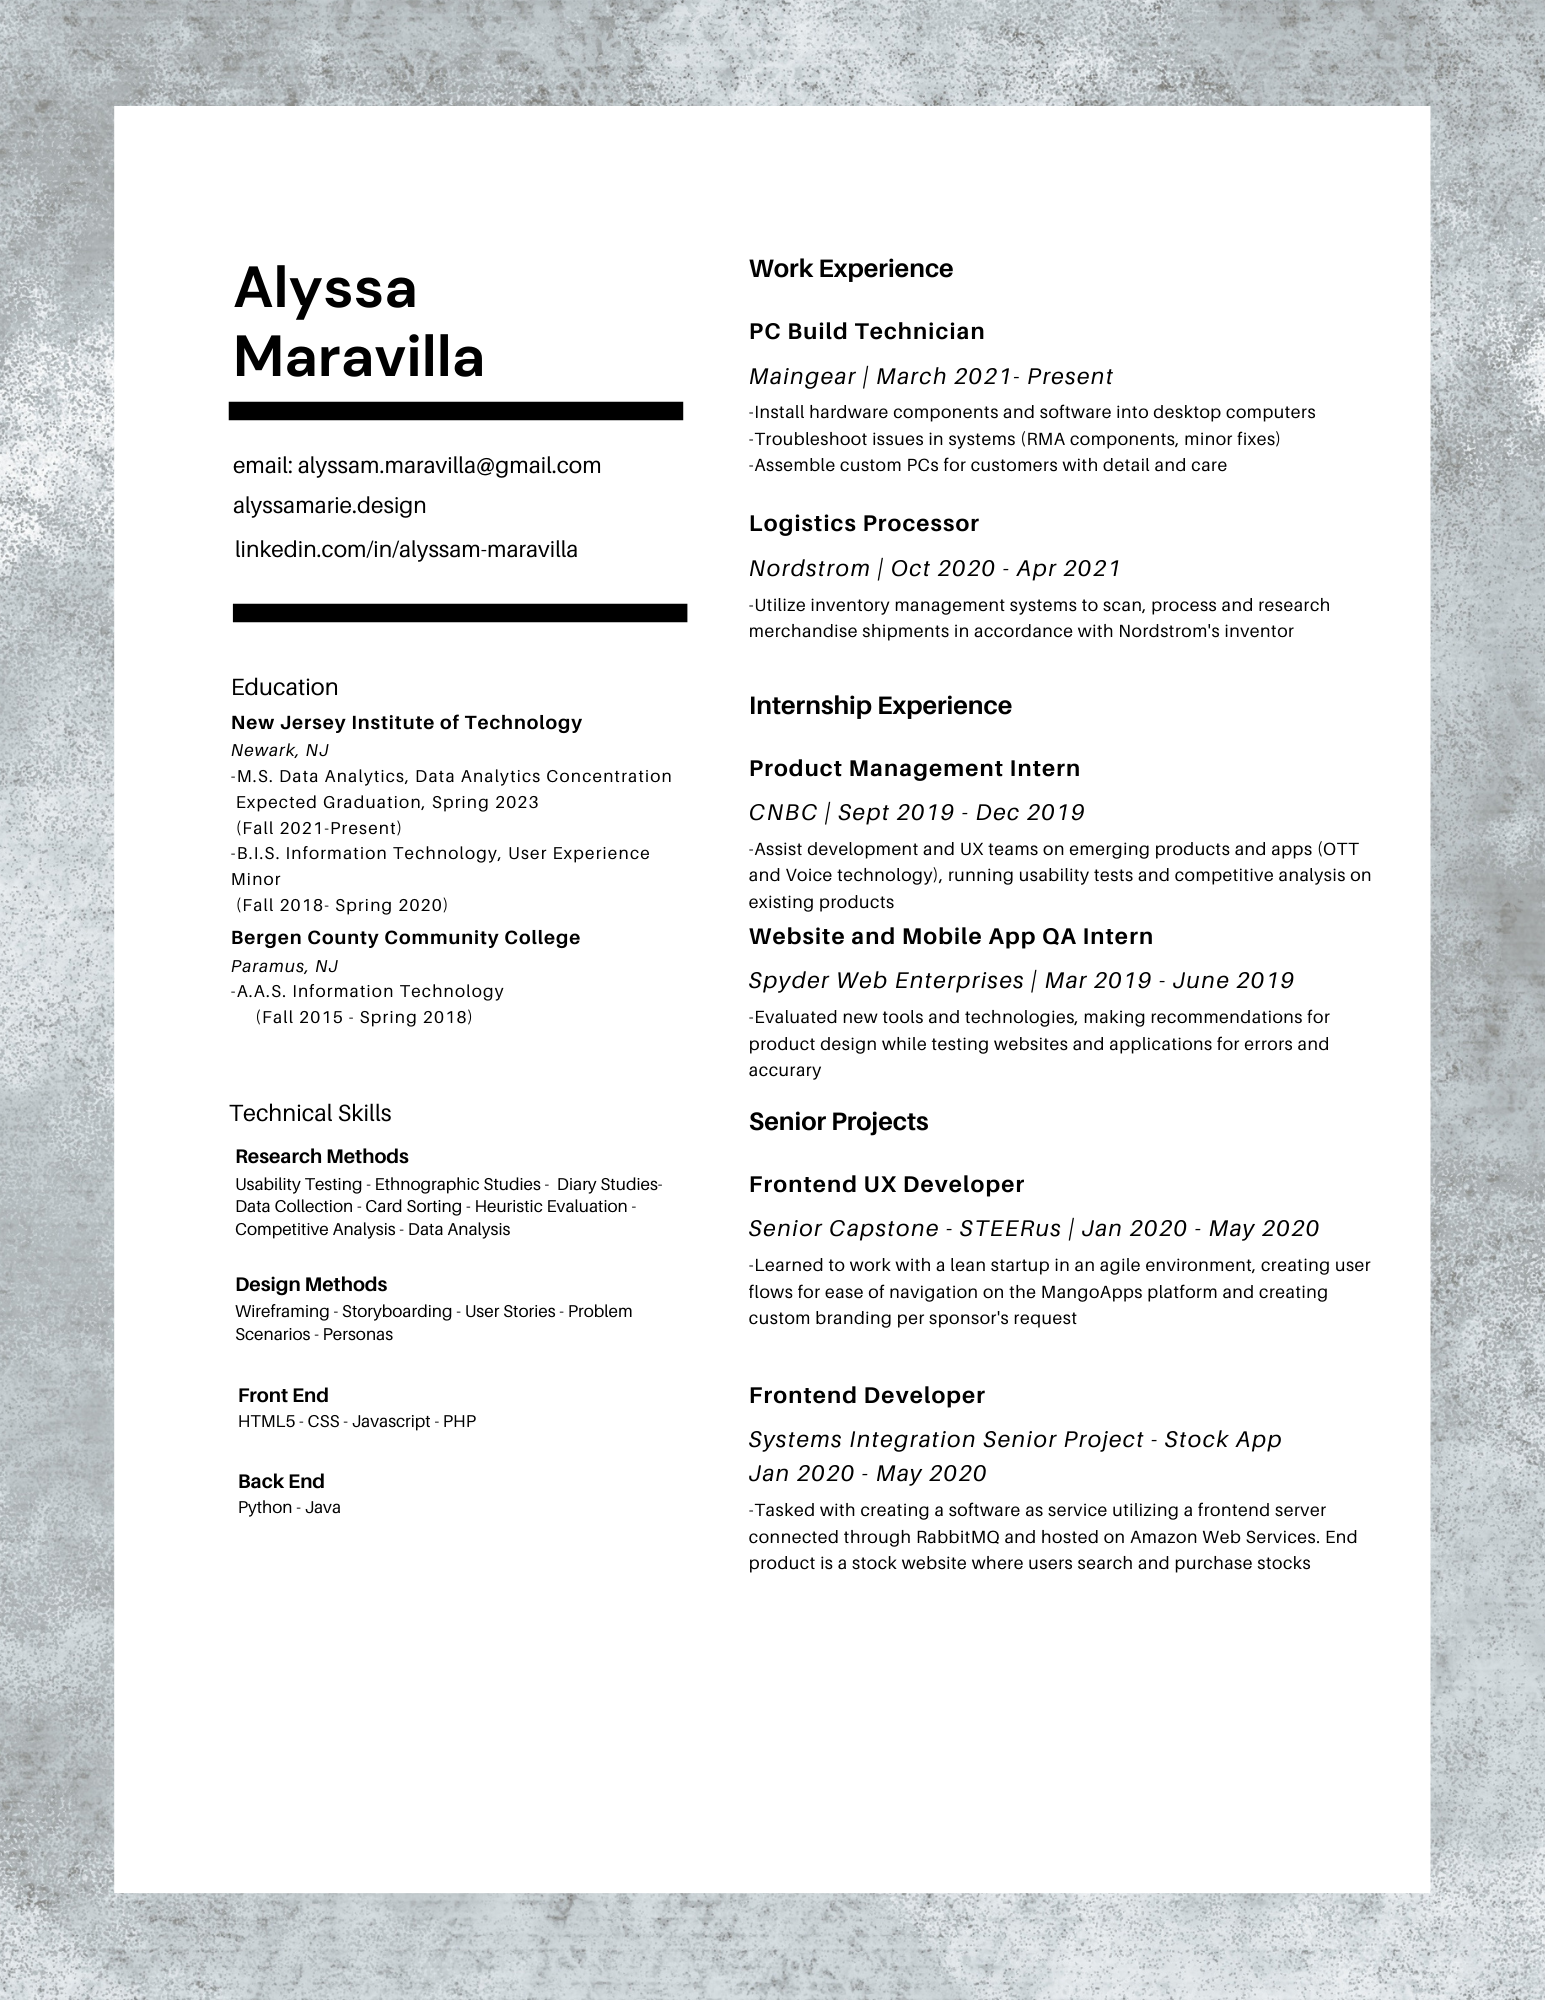 Alyssa
Maravilla
email: alyssam.maravilla@gmail.com
alyssamarie.design
linkedin.com/in/alyssam-maravilla
Education
New Jersey Institute of Technology
Newark, NJ
-M.S. Data Analytics, Data Analytics Concentration
Expected Graduation, Spring 2023
(Fall 2021-Present)
-B.I.S. Information Technology, User Experience
Minor
(Fall 2018- Spring 2020)
Bergen County Community College
Paramus, NJ
-A.A.S. Information Technology
(Fall 2015 - Spring 2018)
Technical Skills
Research Methods
Usability Testing - Ethnographic Studies - Diary Studies-
Data Collection - Card Sorting - Heuristic Evaluation -
Competitive Analysis - Data Analysis
Design Methods
Wireframing - Storyboarding - User Stories - Problem
Scenarios - Personas
Front End
HTML5 - CSS - Javascript - PHP
Back End
Python - Java
Work Experience
PC Build Technician
Maingear | March 2021- Present
-Install hardware components and software into desktop computers
-Troubleshoot issues in systems (RMA components, minor fixes)
-Assemble custom PCs for customers with detail and care
Logistics Processor
Nordstrom | Oct 2020 - Apr 2021
-Utilize inventory management systems to scan, process and research
merchandise shipments in accordance with Nordstrom's inventor
Internship Experience
Product Management Intern
CNBC | Sept 2019 - Dec 2019
-Assist development and UX teams on emerging products and apps (OTT
and Voice technology), running usability tests and competitive analysis on
existing products
Website and Mobile App QA Intern
Spyder Web Enterprises | Mar 2019 - June 2019
-Evaluated new tools and technologies, making recommendations for
product design while testing websites and applications for errors and
accurary
Senior Projects
Frontend UX Developer
Senior Capstone - STEERus | Jan 2020 - May 2020
-Learned to work with a lean startup in an agile environment, creating user
flows for ease of navigation on the MangoApps platform and creating
custom branding per sponsor's request
Frontend Developer
Systems Integration Senior Project - Stock App
Jan 2020 - May 2020
-Tasked with creating a software as service utilizing a frontend server
connected through RabbitMQ and hosted on Amazon Web Services. End
product is a stock website where users search and purchase stocks